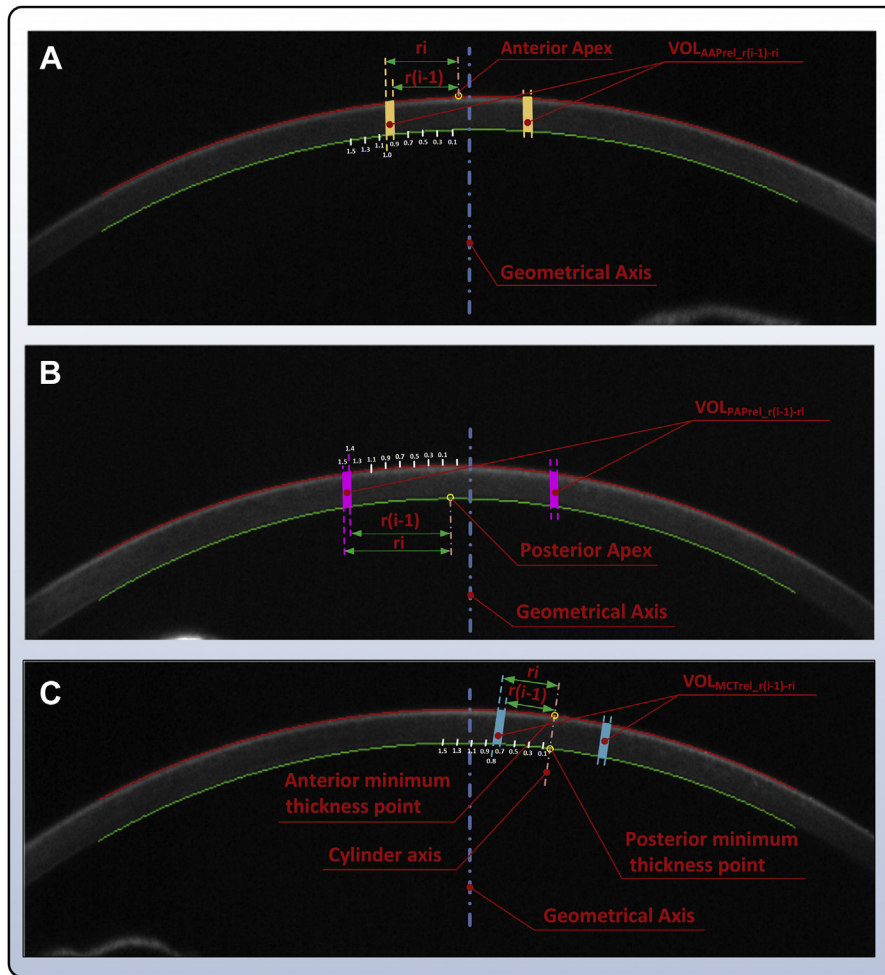 A
ri
r(i-1)
Anterior Apex
VOLAAPrel_r(i-1)-ri
1.5 1.3 1.1 0.9 0.7 0.5 0.3 0.1
1.0
Geometrical Axis
B
VOLPAPrel_r(i-1)-ri
1.4
1.5 1.3 1.1 0.9 0.7 0.5 0.3 0.1
r(i-1)
ri
Posterior Apex
Geometrical Axis
C
ri
r(i-1)
VOLMCTrel_r(i-1)-ri
1.5 1.3 1.1 0.9 0.7 0.5 0.3 0.1
0.8
Anterior minimum
thickness point
Cylinder axis
Posterior minimum
thickness point
Geometrical Axis